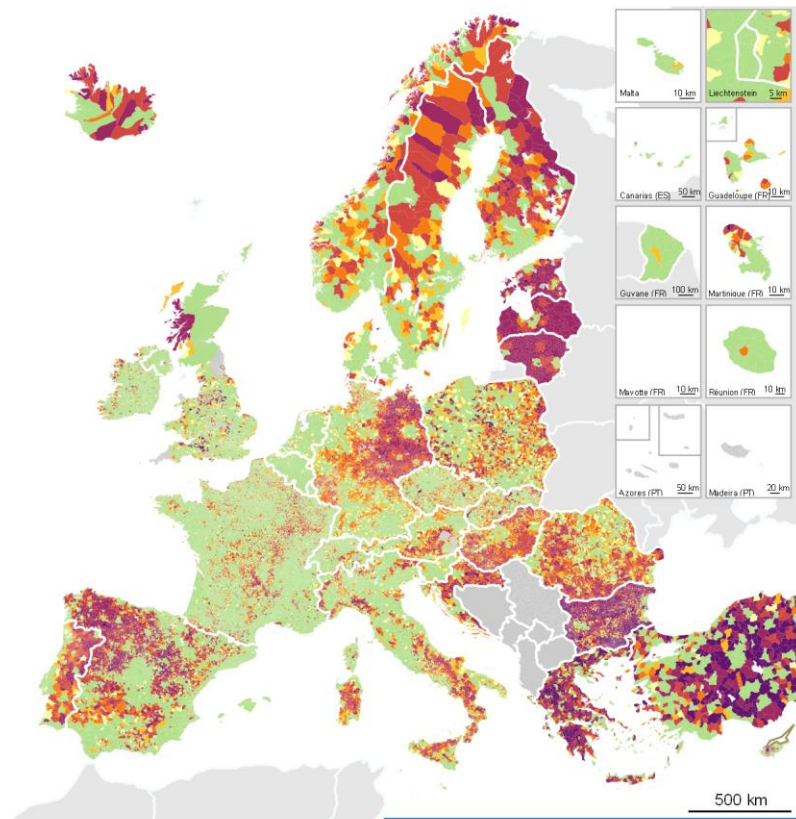 Malta
10 km
Liechtenstein
5 km
Canarias (ES)
50 km
Guadeloupe (FR)
10 km
Guyane (FR)
100 km
Martinique (FR)
10 km
Mayotte (FR)
10 km
Réunion (FR)
10 km
Azores (PT)
50 km
Madeira (PT)
20 km
500 km